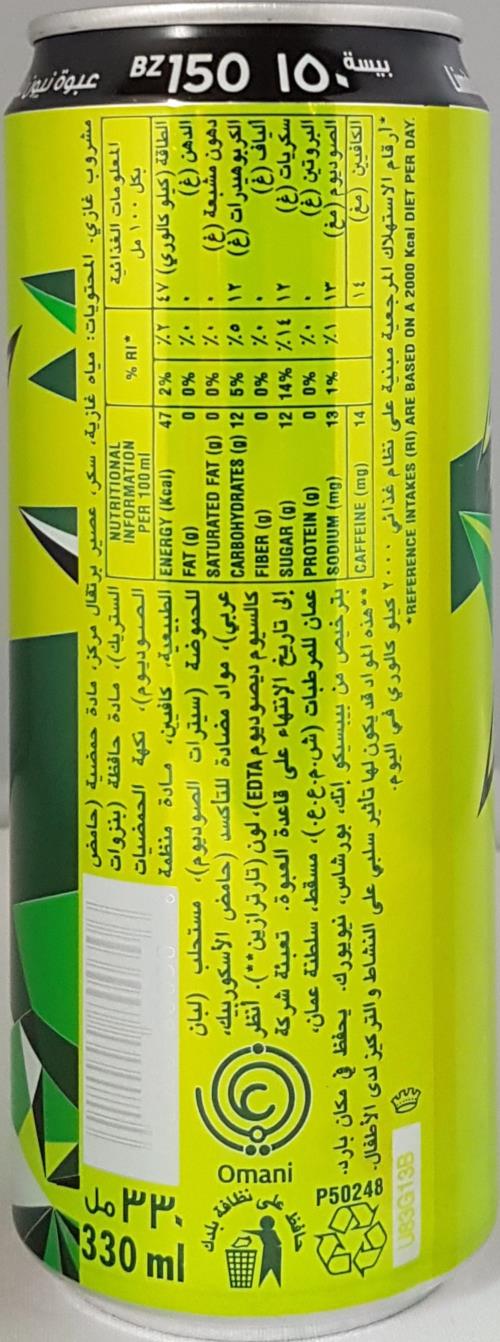 عبوة
BZ 150 ١٥٠ بيسة
مشروب غازي. المحتويات: مياه غازية، سكر، عصير برتقال مركز، مادة حمضية (حامض
الستريك)، مادة حافظة (بنزوات
الصوديوم)، نكهة الحمضيات
الطبيعية، كافيين، مادة منظمة
للحموضة (سيترات الصوديوم)، مستحلب (لبان
عربي)، مواد مضادة للتأكسد (حامض الأسكوربيك،
كالسيوم ديصوديوم EDTA)، لون (تارترازين**). أنظر
إلى تاريخ الإنتهاء على قاعدة العبوة. تعبئة شركة
عمان للمرطبات (ش.م.ع.ع.)، مسقط، سلطنة عمان،
بترخيص من بيبسيكو إنك، بورشاس، نيويورك. يحفظ في مكان بارد.
**هذه المواد قد يكون لها تأثير سلبي على النشاط والتركيز لدى الأطفال.
NUTRITIONAL INFORMATION PER 100 ml % RI* المعلومات الغذائية بكل ١٠٠ مل
ENERGY (Kcal) 47 2% ٪٢ ٤٧ الطاقة (كيلو كالوري)
FAT (g) 0 0% ٪٠ ٠ الدهن (غ)
SATURATED FAT (g) 0 0% ٪٠ ٠ دهون مشبعة (غ)
CARBOHYDRATES (g) 12 5% ٪٥ ١٢ الكربوهيدرات (غ)
FIBER (g) 0 0% ٪٠ ٠ ألياف (غ)
SUGAR (g) 12 14% ٪١٤ ١٢ سكريات (غ)
PROTEIN (g) 0 0% ٪٠ ٠ البروتين (غ)
SODIUM (mg) 13 1% ٪١ ١٣ الصوديوم (مغ)
CAFFEINE (mg) 14 ١٤ الكافيين (مغ)
*أرقام الاستهلاك المرجعية مبنية على نظام غذائي ٢٠٠٠ كيلو كالوري في اليوم.
*REFERENCE INTAKES (RI) ARE BASED ON A 2000 Kcal DIET PER DAY.
Omani
٣٣٠ مل
330 ml
حافظ على نظافة بلدك
P50248
U83G13B